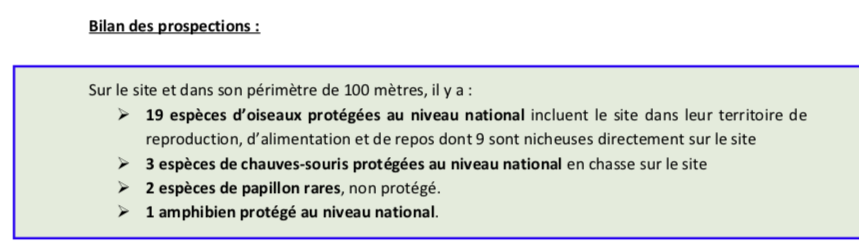 Bilan des prospections :
Sur le site et dans son périmètre de 100 mètres, il y a :
➢ 19 espèces d'oiseaux protégées au niveau national incluent le site dans leur territoire de
reproduction, d'alimentation et de repos dont 9 sont nicheuses directement sur le site
➢ 3 espèces de chauves-souris protégées au niveau national en chasse sur le site
➢ 2 espèces de papillon rares, non protégé.
➢ 1 amphibien protégé au niveau national.